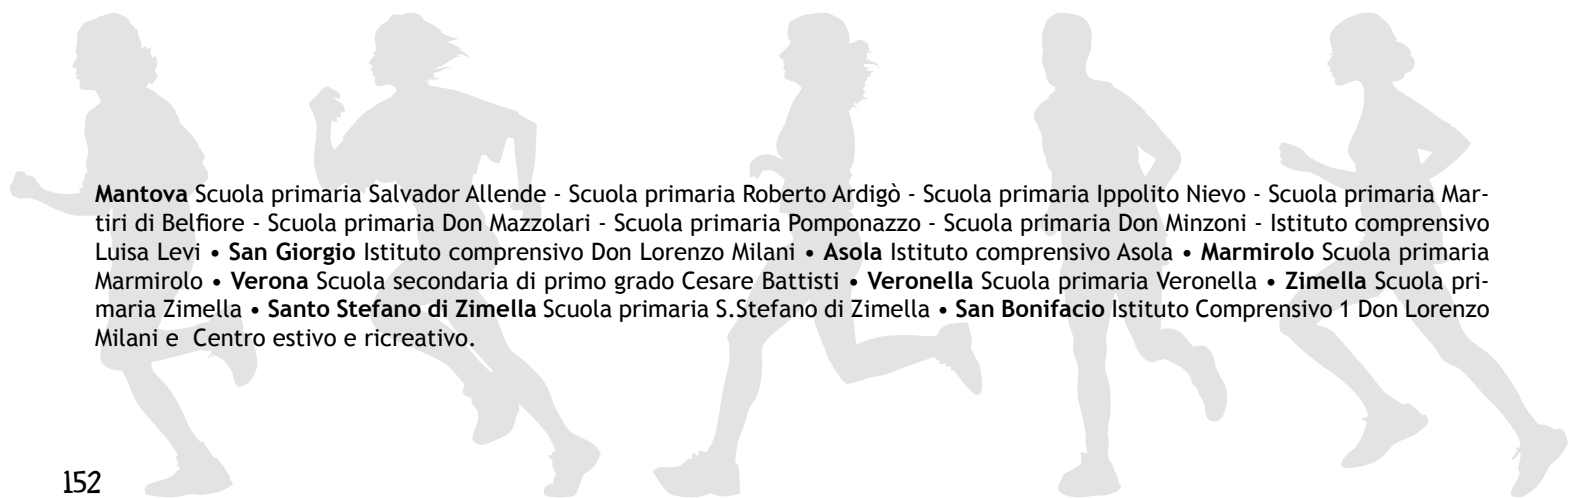 Mantova Scuola primaria Salvador Allende - Scuola primaria Roberto Ardigò - Scuola primaria Ippolito Nievo - Scuola primaria Mar-
tiri di Belfiore - Scuola primaria Don Mazzolari - Scuola primaria Pomponazzo - Scuola primaria Don Minzoni - Istituto comprensivo
Luisa Levi • San Giorgio Istituto comprensivo Don Lorenzo Milani • Asola Istituto comprensivo Asola • Marmirolo Scuola primaria
Marmirolo • Verona Scuola secondaria di primo grado Cesare Battisti • Veronella Scuola primaria Veronella • Zimella Scuola pri-
maria Zimella • Santo Stefano di Zimella Scuola primaria S.Stefano di Zimella • San Bonifacio Istituto Comprensivo 1 Don Lorenzo
Milani e  Centro estivo e ricreativo.
152